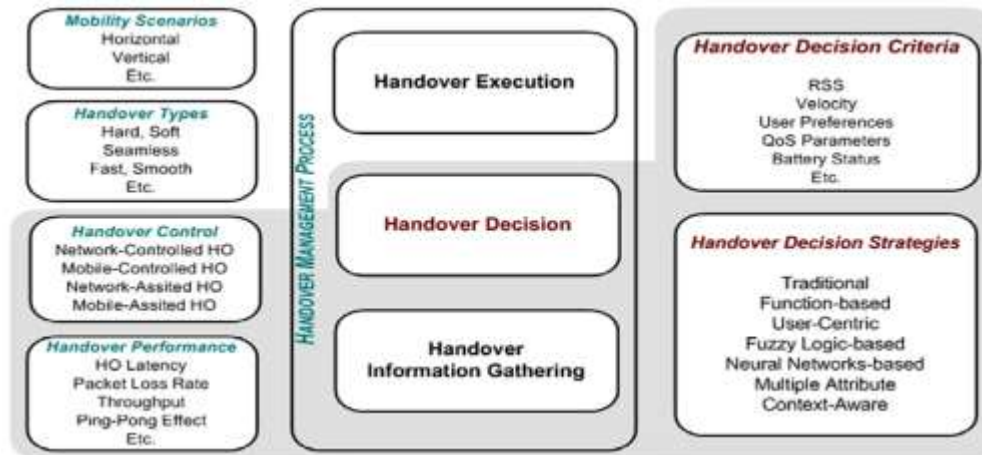 Mobility Scenarios
Horizontal
Vertical
Etc.
Handover Types
Hard, Soft
Seamless
Fast, Smooth
Etc.
Handover Control
Network-Controlled HO
Mobile-Controlled HO
Network-Assited HO
Mobile-Assited HO
Handover Performance
HO Latency
Packet Loss Rate
Throughput
Ping-Pong Effect
Etc.
HANDOVER MANAGEMENT PROCESS
Handover Execution
Handover Decision
Handover
Information Gathering
Handover Decision Criteria
RSS
Velocity
User Preferences
QoS Parameters
Battery Status
Etc.
Handover Decision Strategies
Traditional
Function-based
User-Centric
Fuzzy Logic-based
Neural Networks-based
Multiple Attribute
Context-Aware